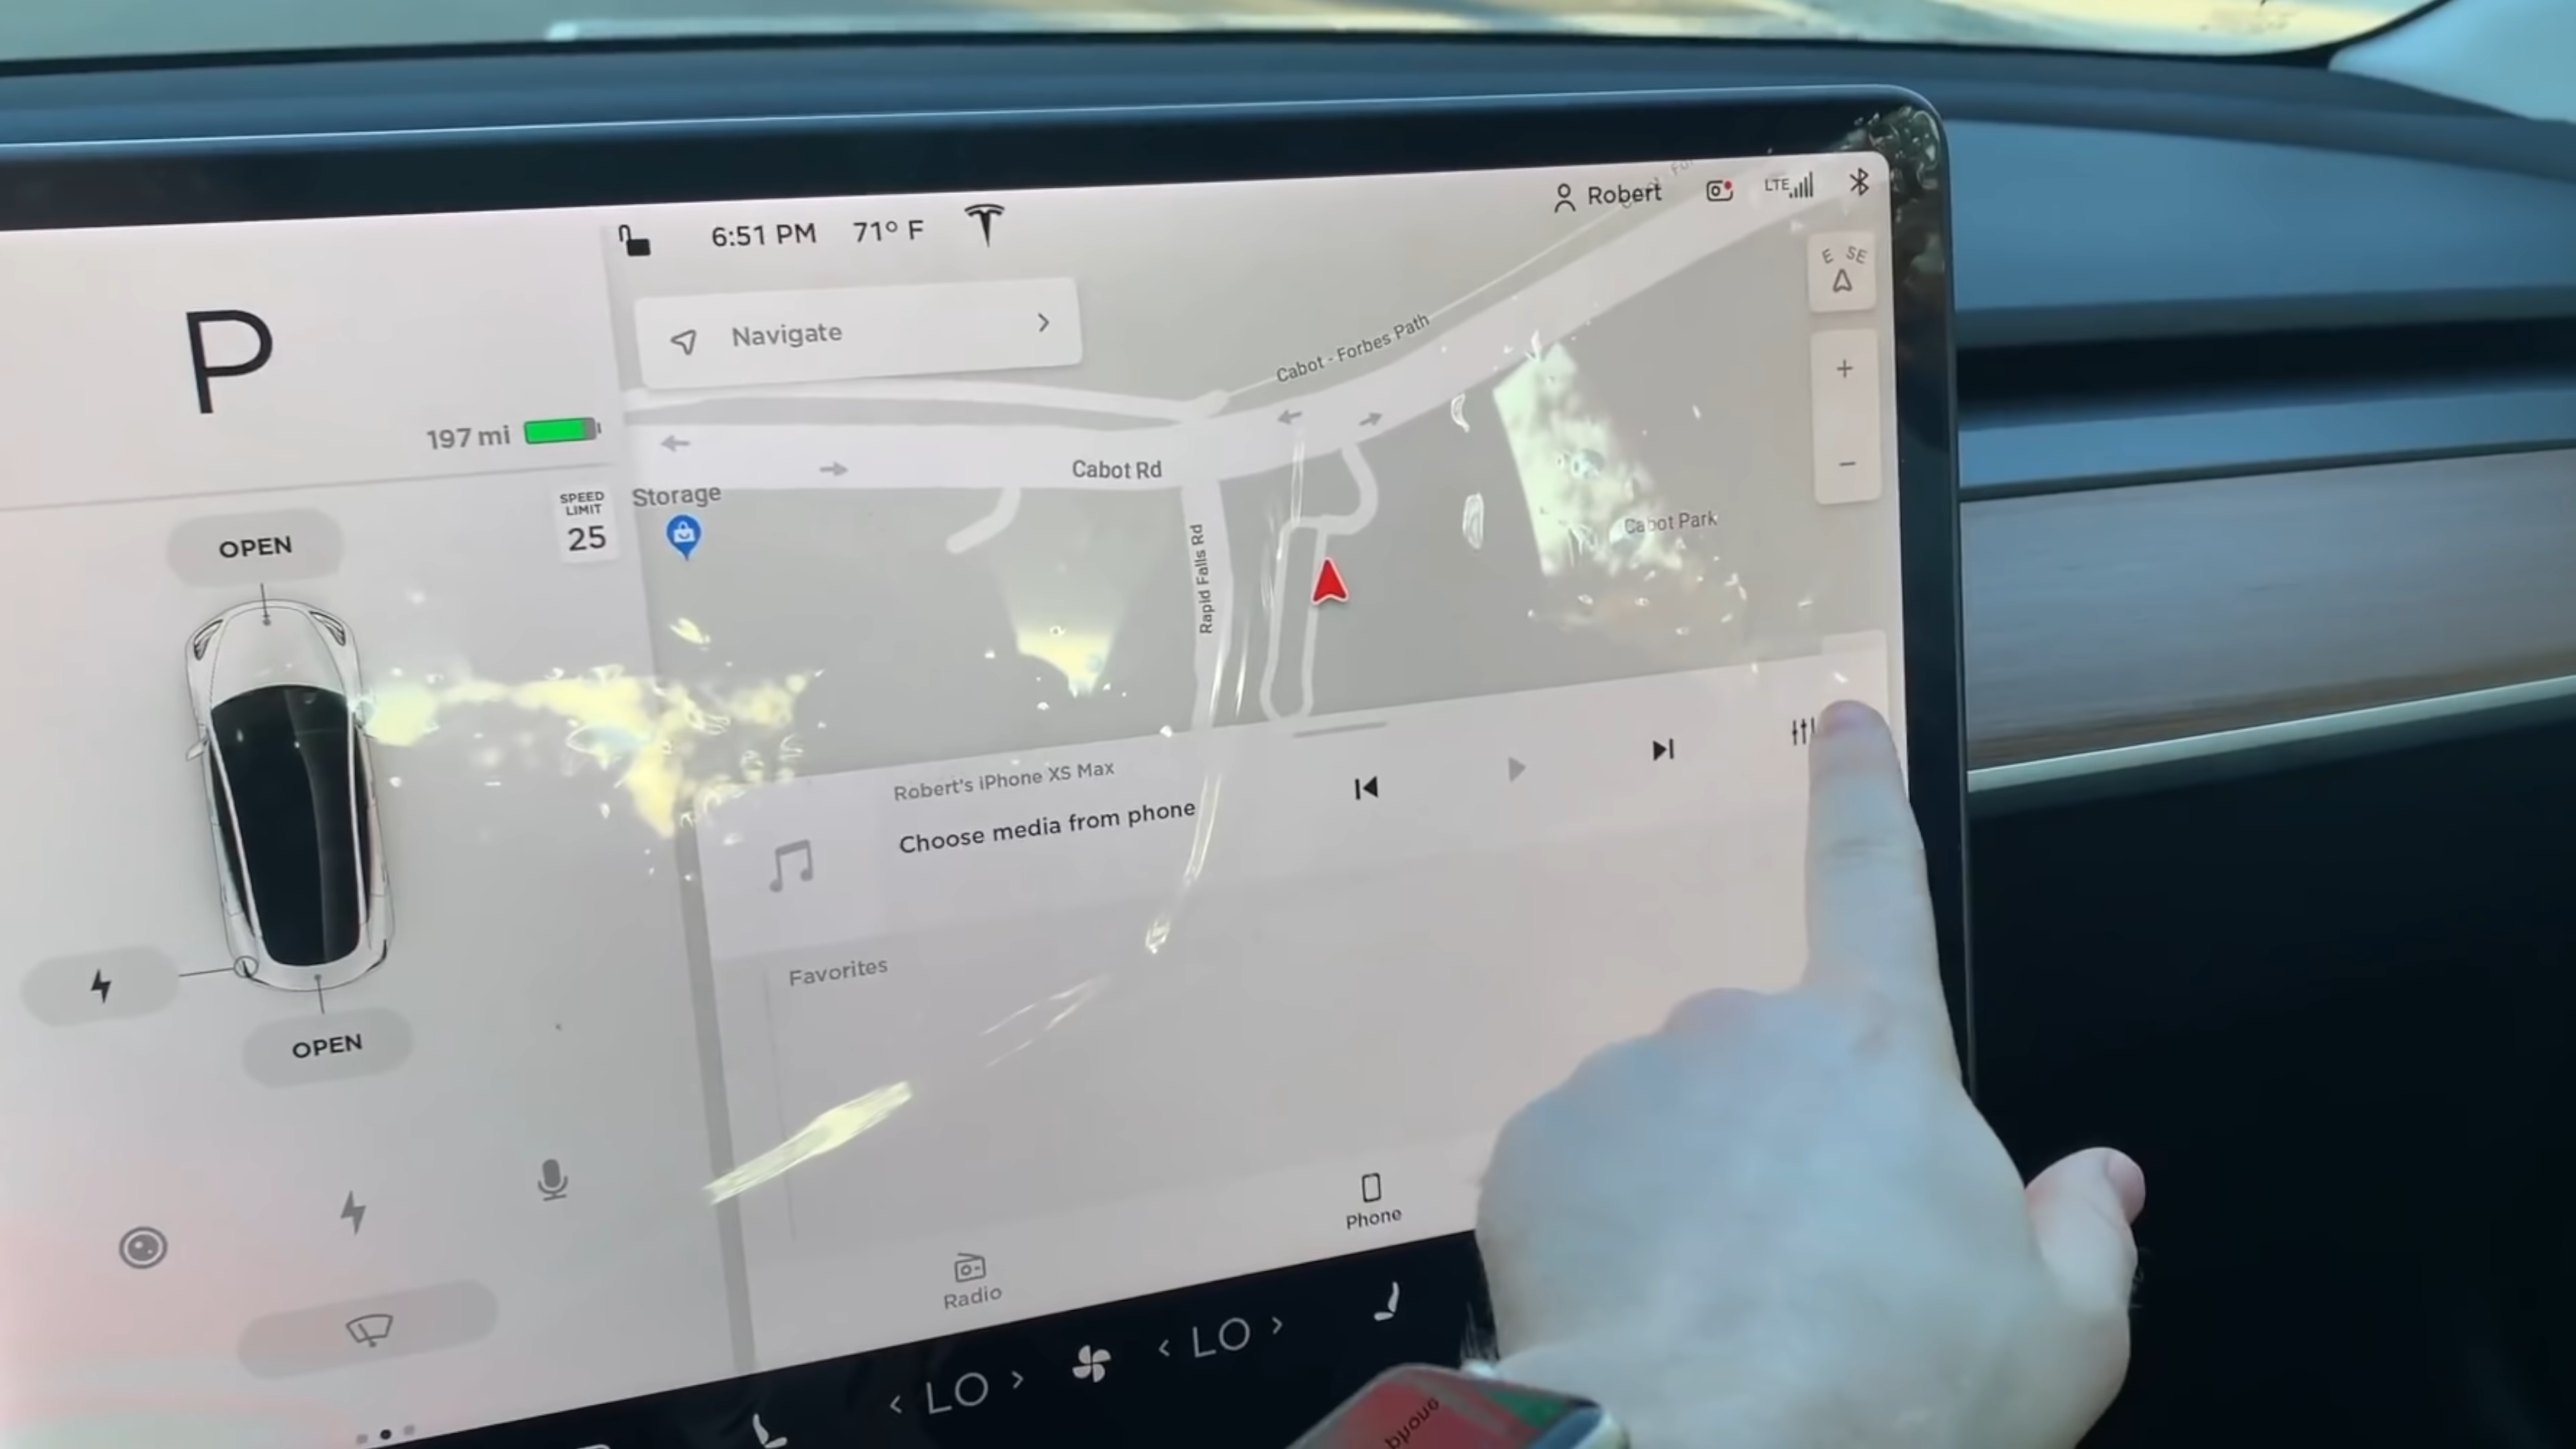 6:51 PM
71° F
Robert
LTE
E SE
P
Navigate
Cabot - Forbes Path
197 mi
Cabot Rd
SPEED
LIMIT
25
Storage
Rapid Falls Rd
Cabot Park
OPEN
Robert's iPhone XS Max
Choose media from phone
Favorites
OPEN
Phone
Radio
< LO >
< LO >
+
−